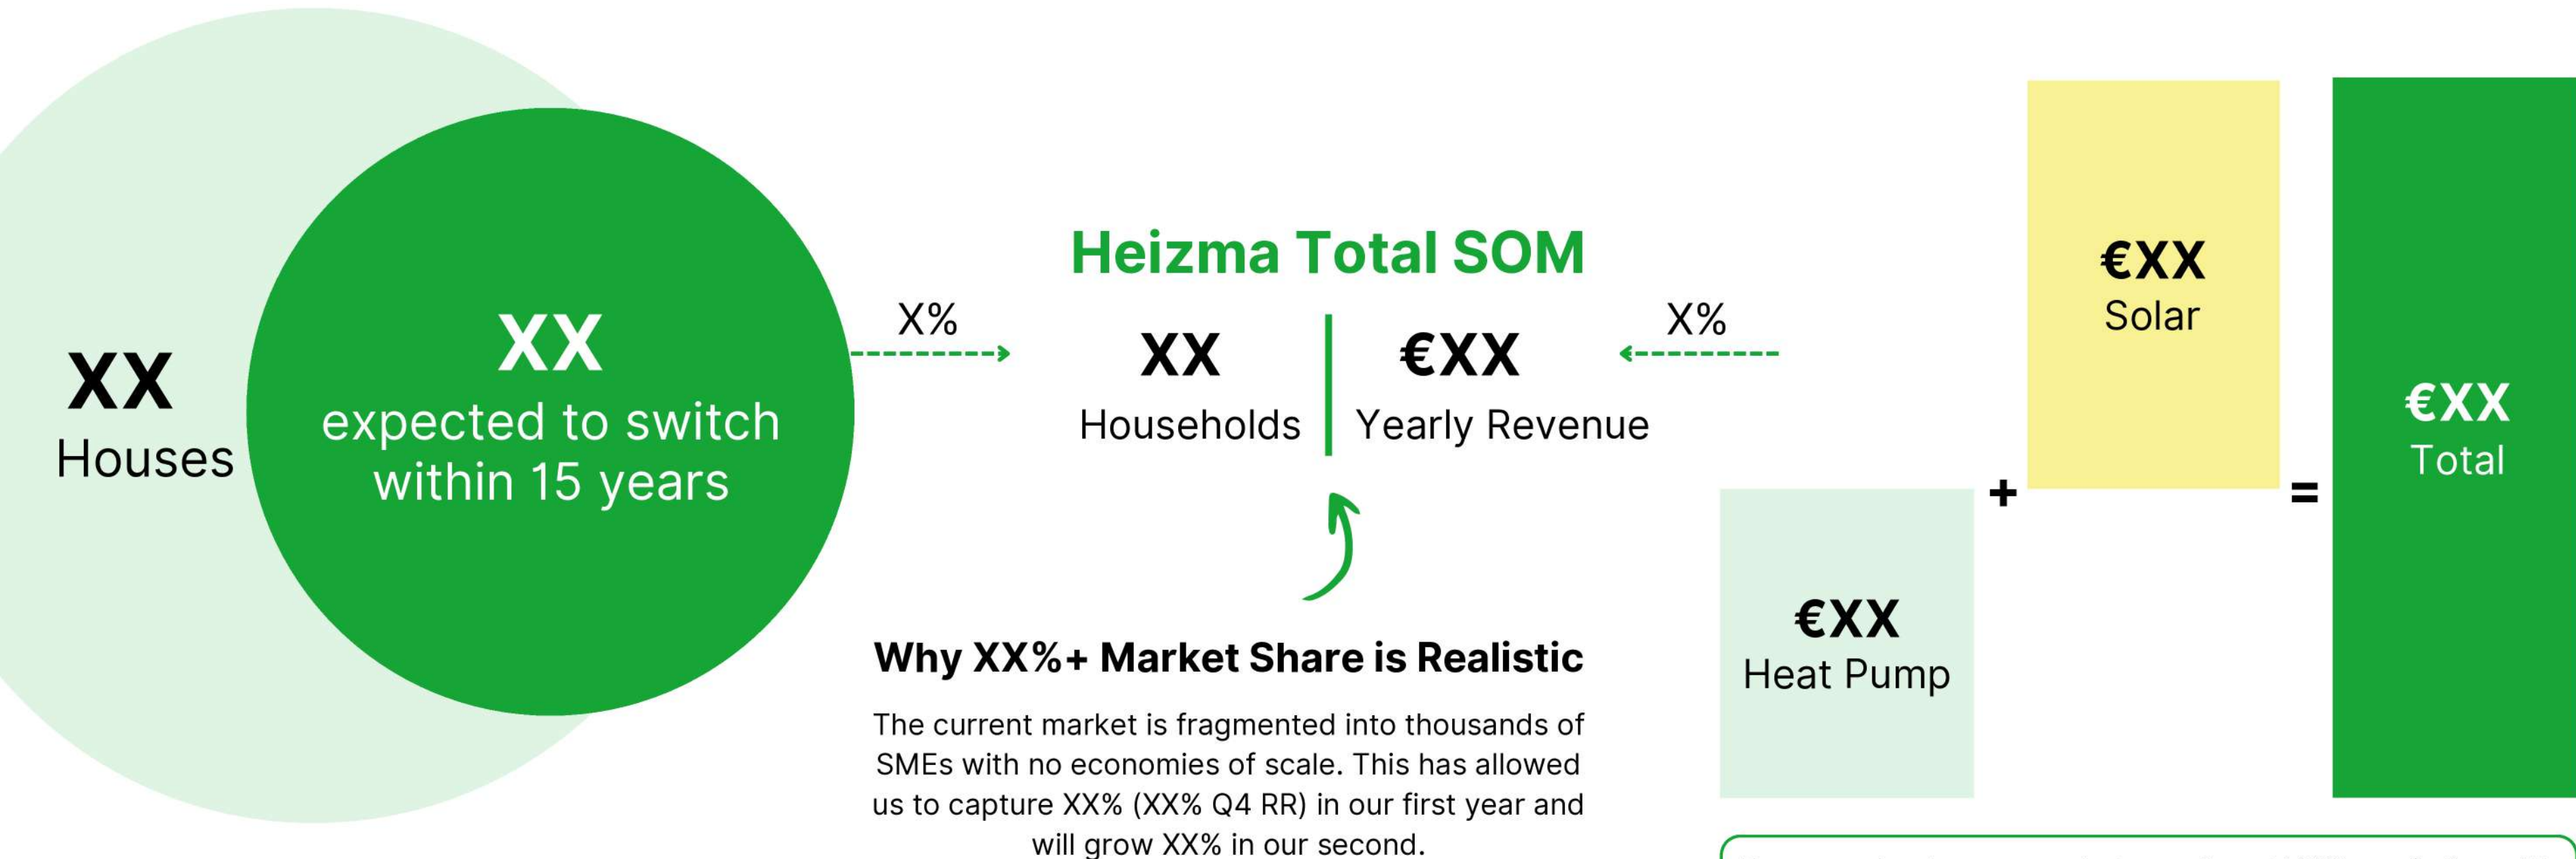 XX
Houses
XX
expected to switch
within 15 years
X%
Heizma Total SOM
XX
Households
€XX
Yearly Revenue
X%
Why XX%+ Market Share is Realistic
The current market is fragmented into thousands of
SMEs with no economies of scale. This has allowed
us to capture XX% (XX% Q4 RR) in our first year and
will grow XX% in our second.
€XX
Heat Pump
+
€XX
Solar
=
€XX
Total